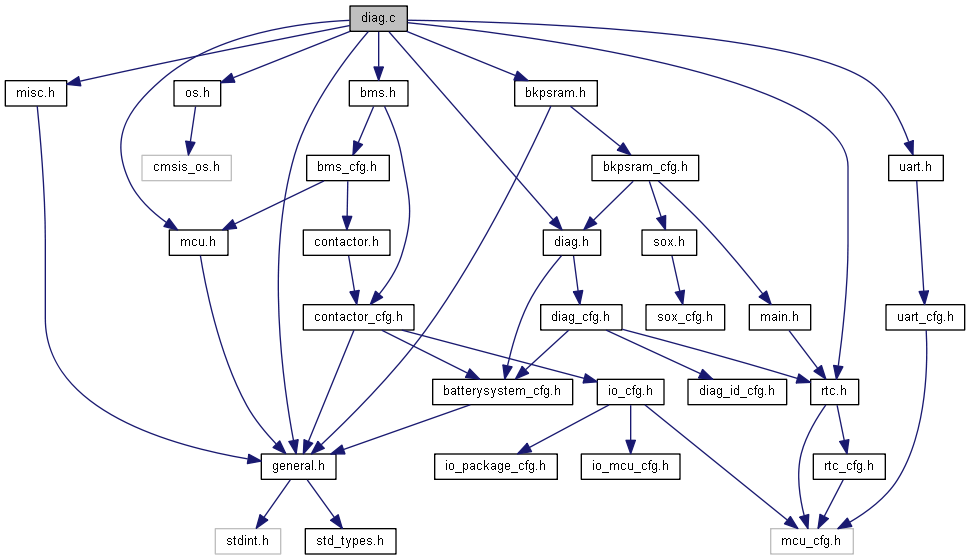 diag.c
misc.h
os.h
bms.h
bkpsram.h
cmsis_os.h
bms_cfg.h
bkpsram_cfg.h
uart.h
mcu.h
contactor.h
diag.h
sox.h
contactor_cfg.h
diag_cfg.h
sox_cfg.h
main.h
uart_cfg.h
batterysystem_cfg.h
io_cfg.h
diag_id_cfg.h
rtc.h
general.h
io_package_cfg.h
io_mcu_cfg.h
rtc_cfg.h
stdint.h
std_types.h
mcu_cfg.h